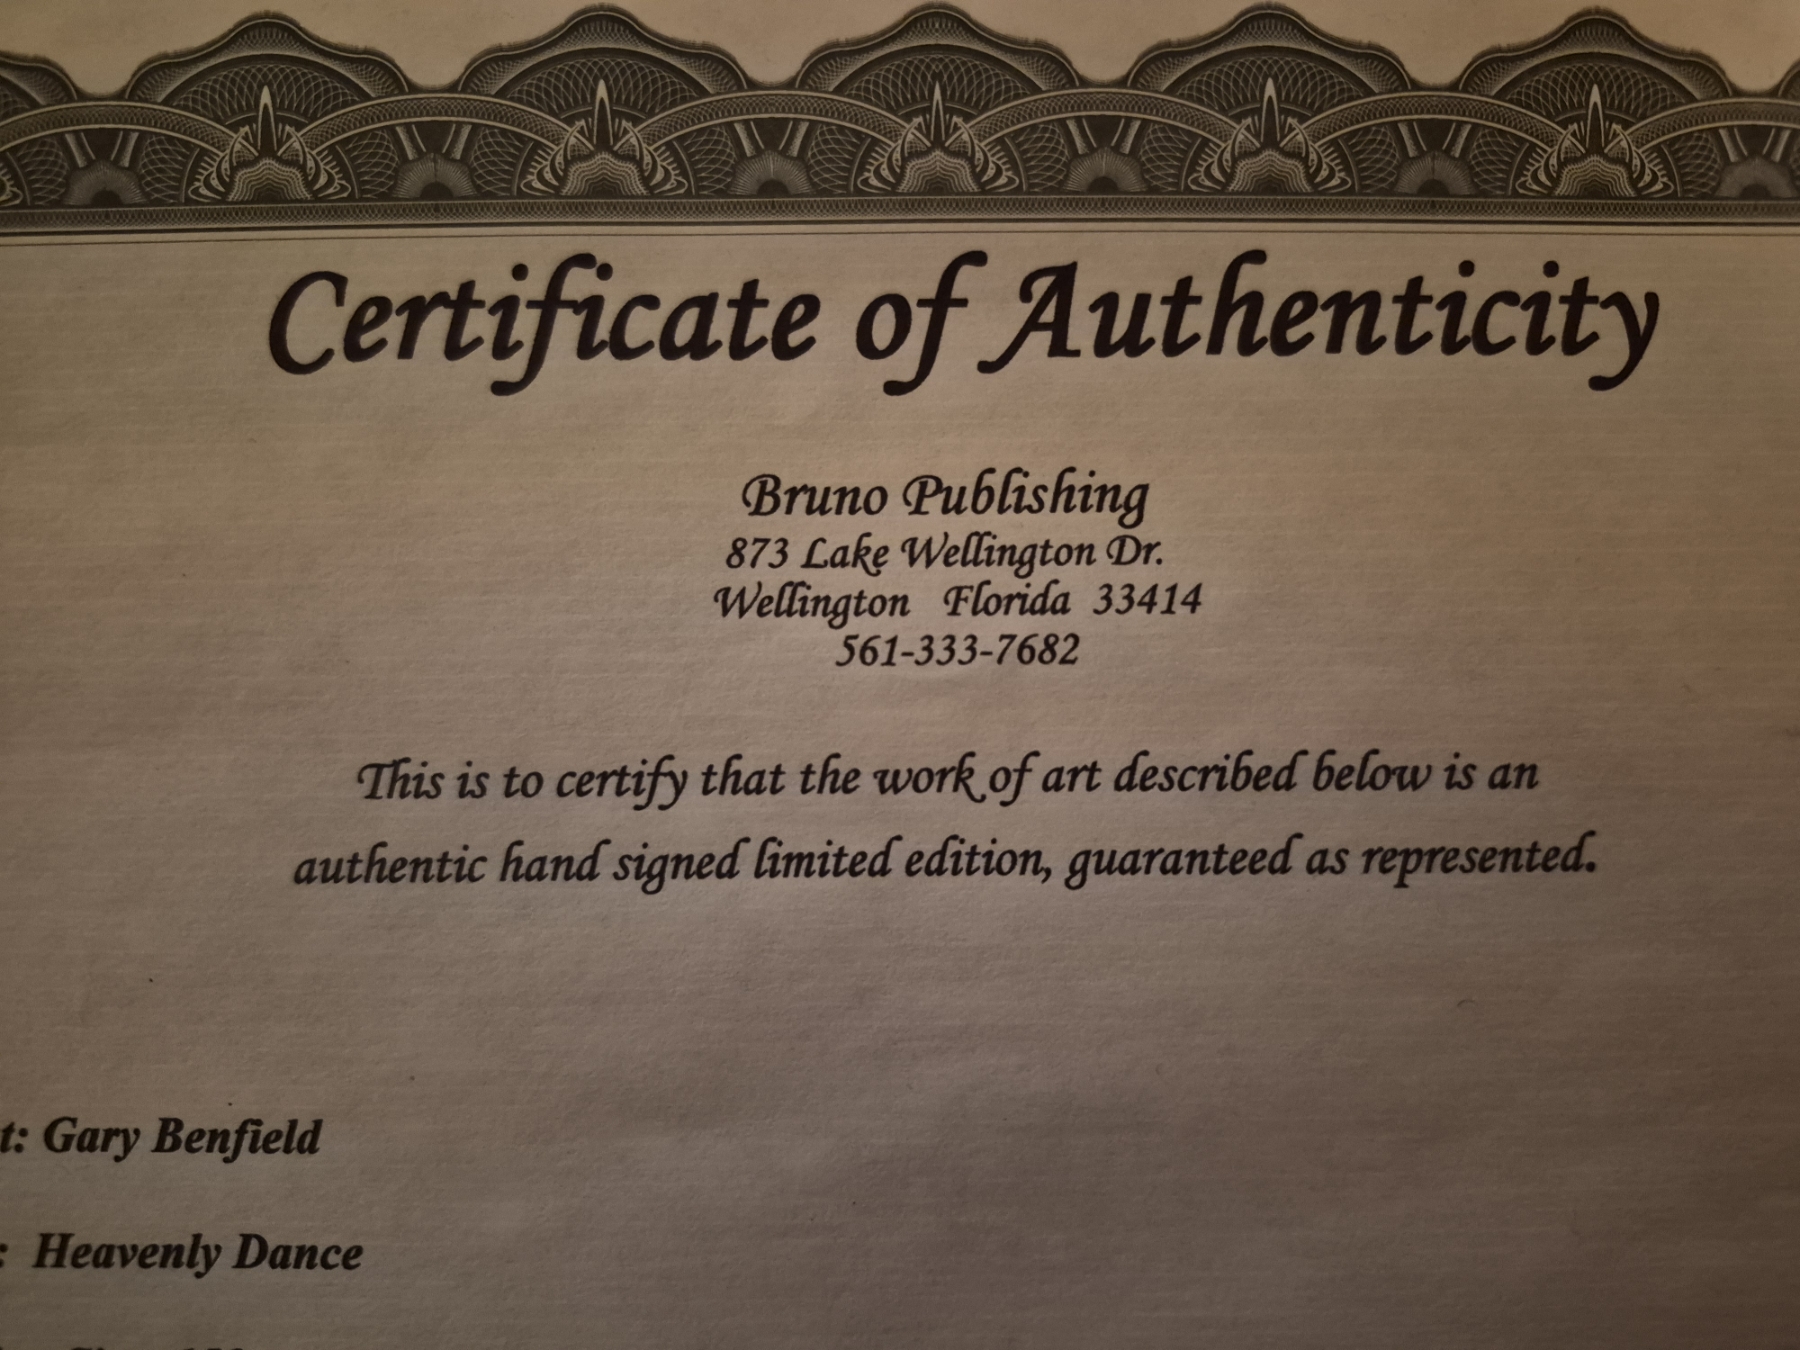 Certificate of Authenticity
Bruno Publishing
873 Lake Wellington Dr.
Wellington Florida 33414
561-333-7682
This is to certify that the work of art described below is an
authentic hand signed limited edition, guaranteed as represented.
t: Gary Benfield
: Heavenly Dance